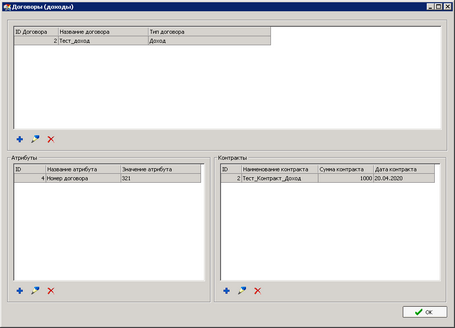 Договоры (доходы)
ID Договора Название договора Тип договора
2 Тест_доход Доход
Атрибуты
ID Название атрибута Значение атрибута
4 Номер договора 321
Контракты
ID Наименование контракта Сумма контракта Дата контракта
2 Тест_Контракт_Доход 1000 20.04.2020
ОК